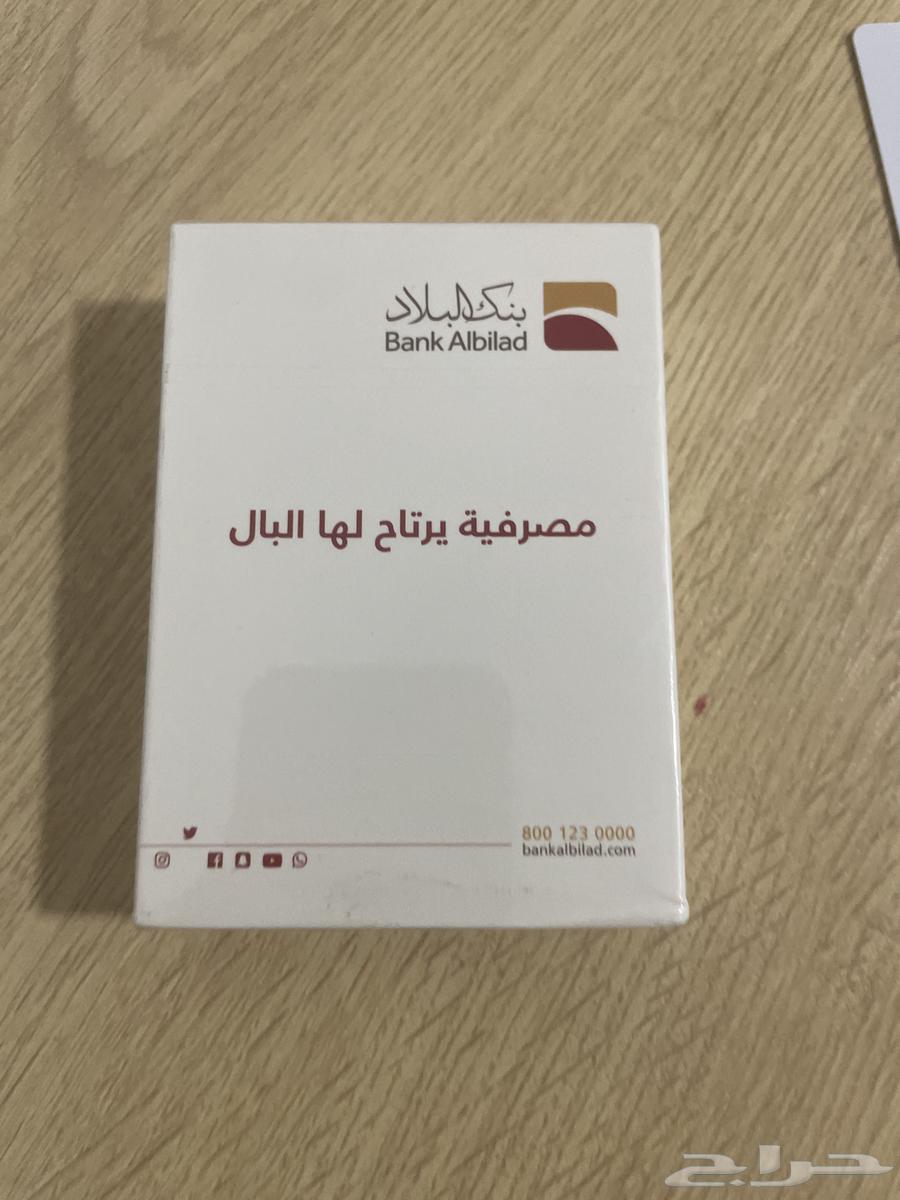 بنك البلاد
Bank Albilad
مصرفية يرتاح لها البال
800 123 0000
bankalbilad.com
حراج